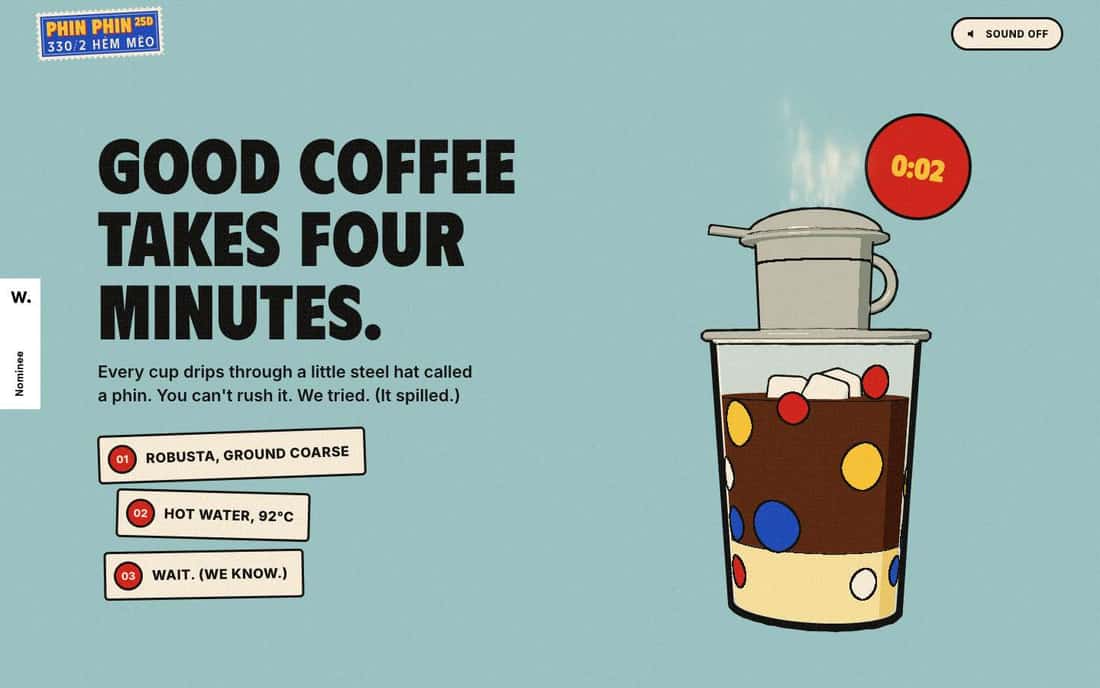 PHIN PHIN 25D
330/2 HẺM MÈO
SOUND OFF
GOOD COFFEE
TAKES FOUR
MINUTES.
Every cup drips through a little steel hat called
a phin. You can't rush it. We tried. (It spilled.)
01 ROBUSTA, GROUND COARSE
02 HOT WATER, 92°C
03 WAIT. (WE KNOW.)
0:02
W.
Nominee